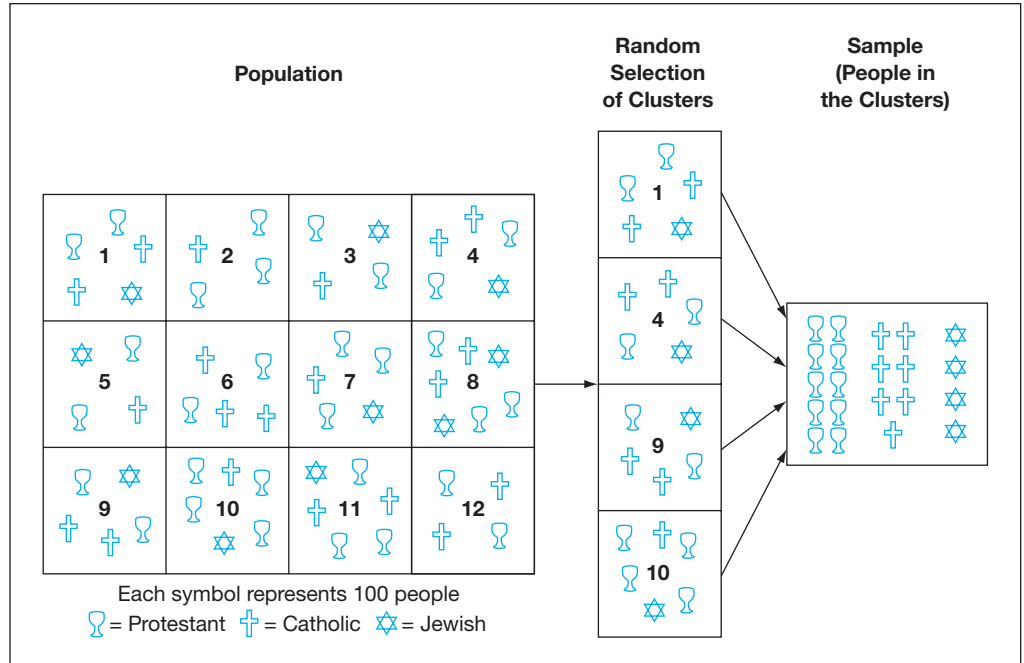 Population
Random
Selection
of Clusters
Sample
(People in
the Clusters)
1
2
3
4
5
6
7
8
9
10
11
12
1
4
9
10
Each symbol represents 100 people
= Protestant = Catholic = Jewish